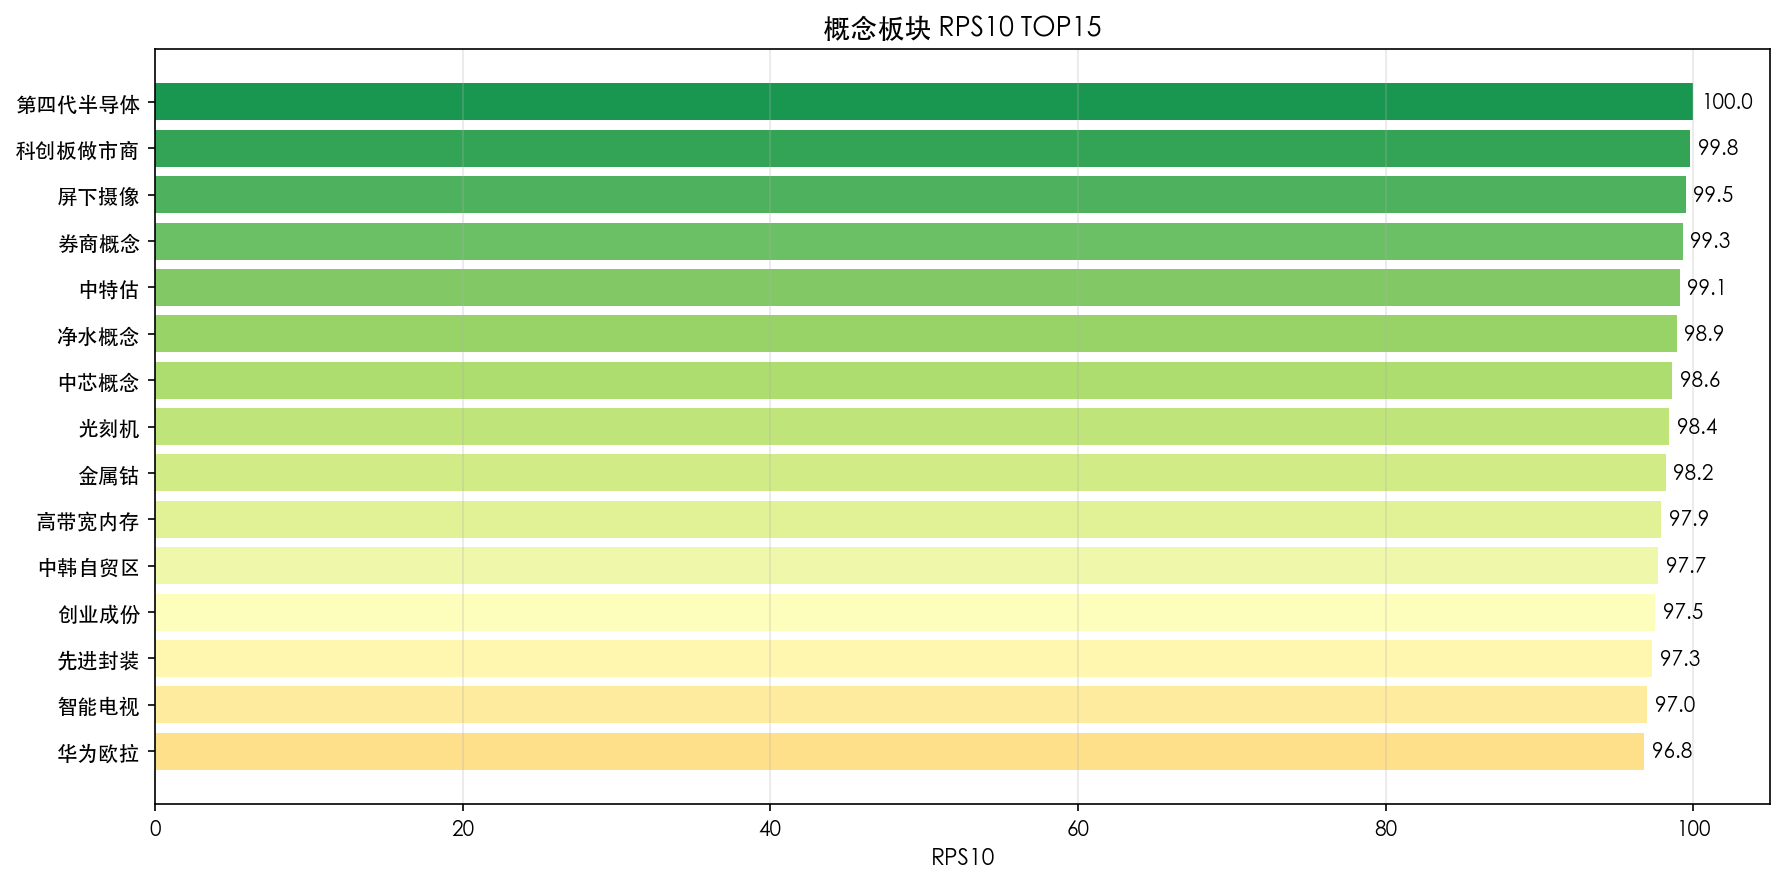 概念板块 RPS10 TOP15
第四代半导体 100.0
科创板做市商 99.8
屏下摄像 99.5
券商概念 99.3
中特估 99.1
净水概念 98.9
中芯概念 98.6
光刻机 98.4
金属钴 98.2
高带宽内存 97.9
中韩自贸区 97.7
创业成份 97.5
先进封装 97.3
智能电视 97.0
华为欧拉 96.8
0 20 40 60 80 100
RPS10